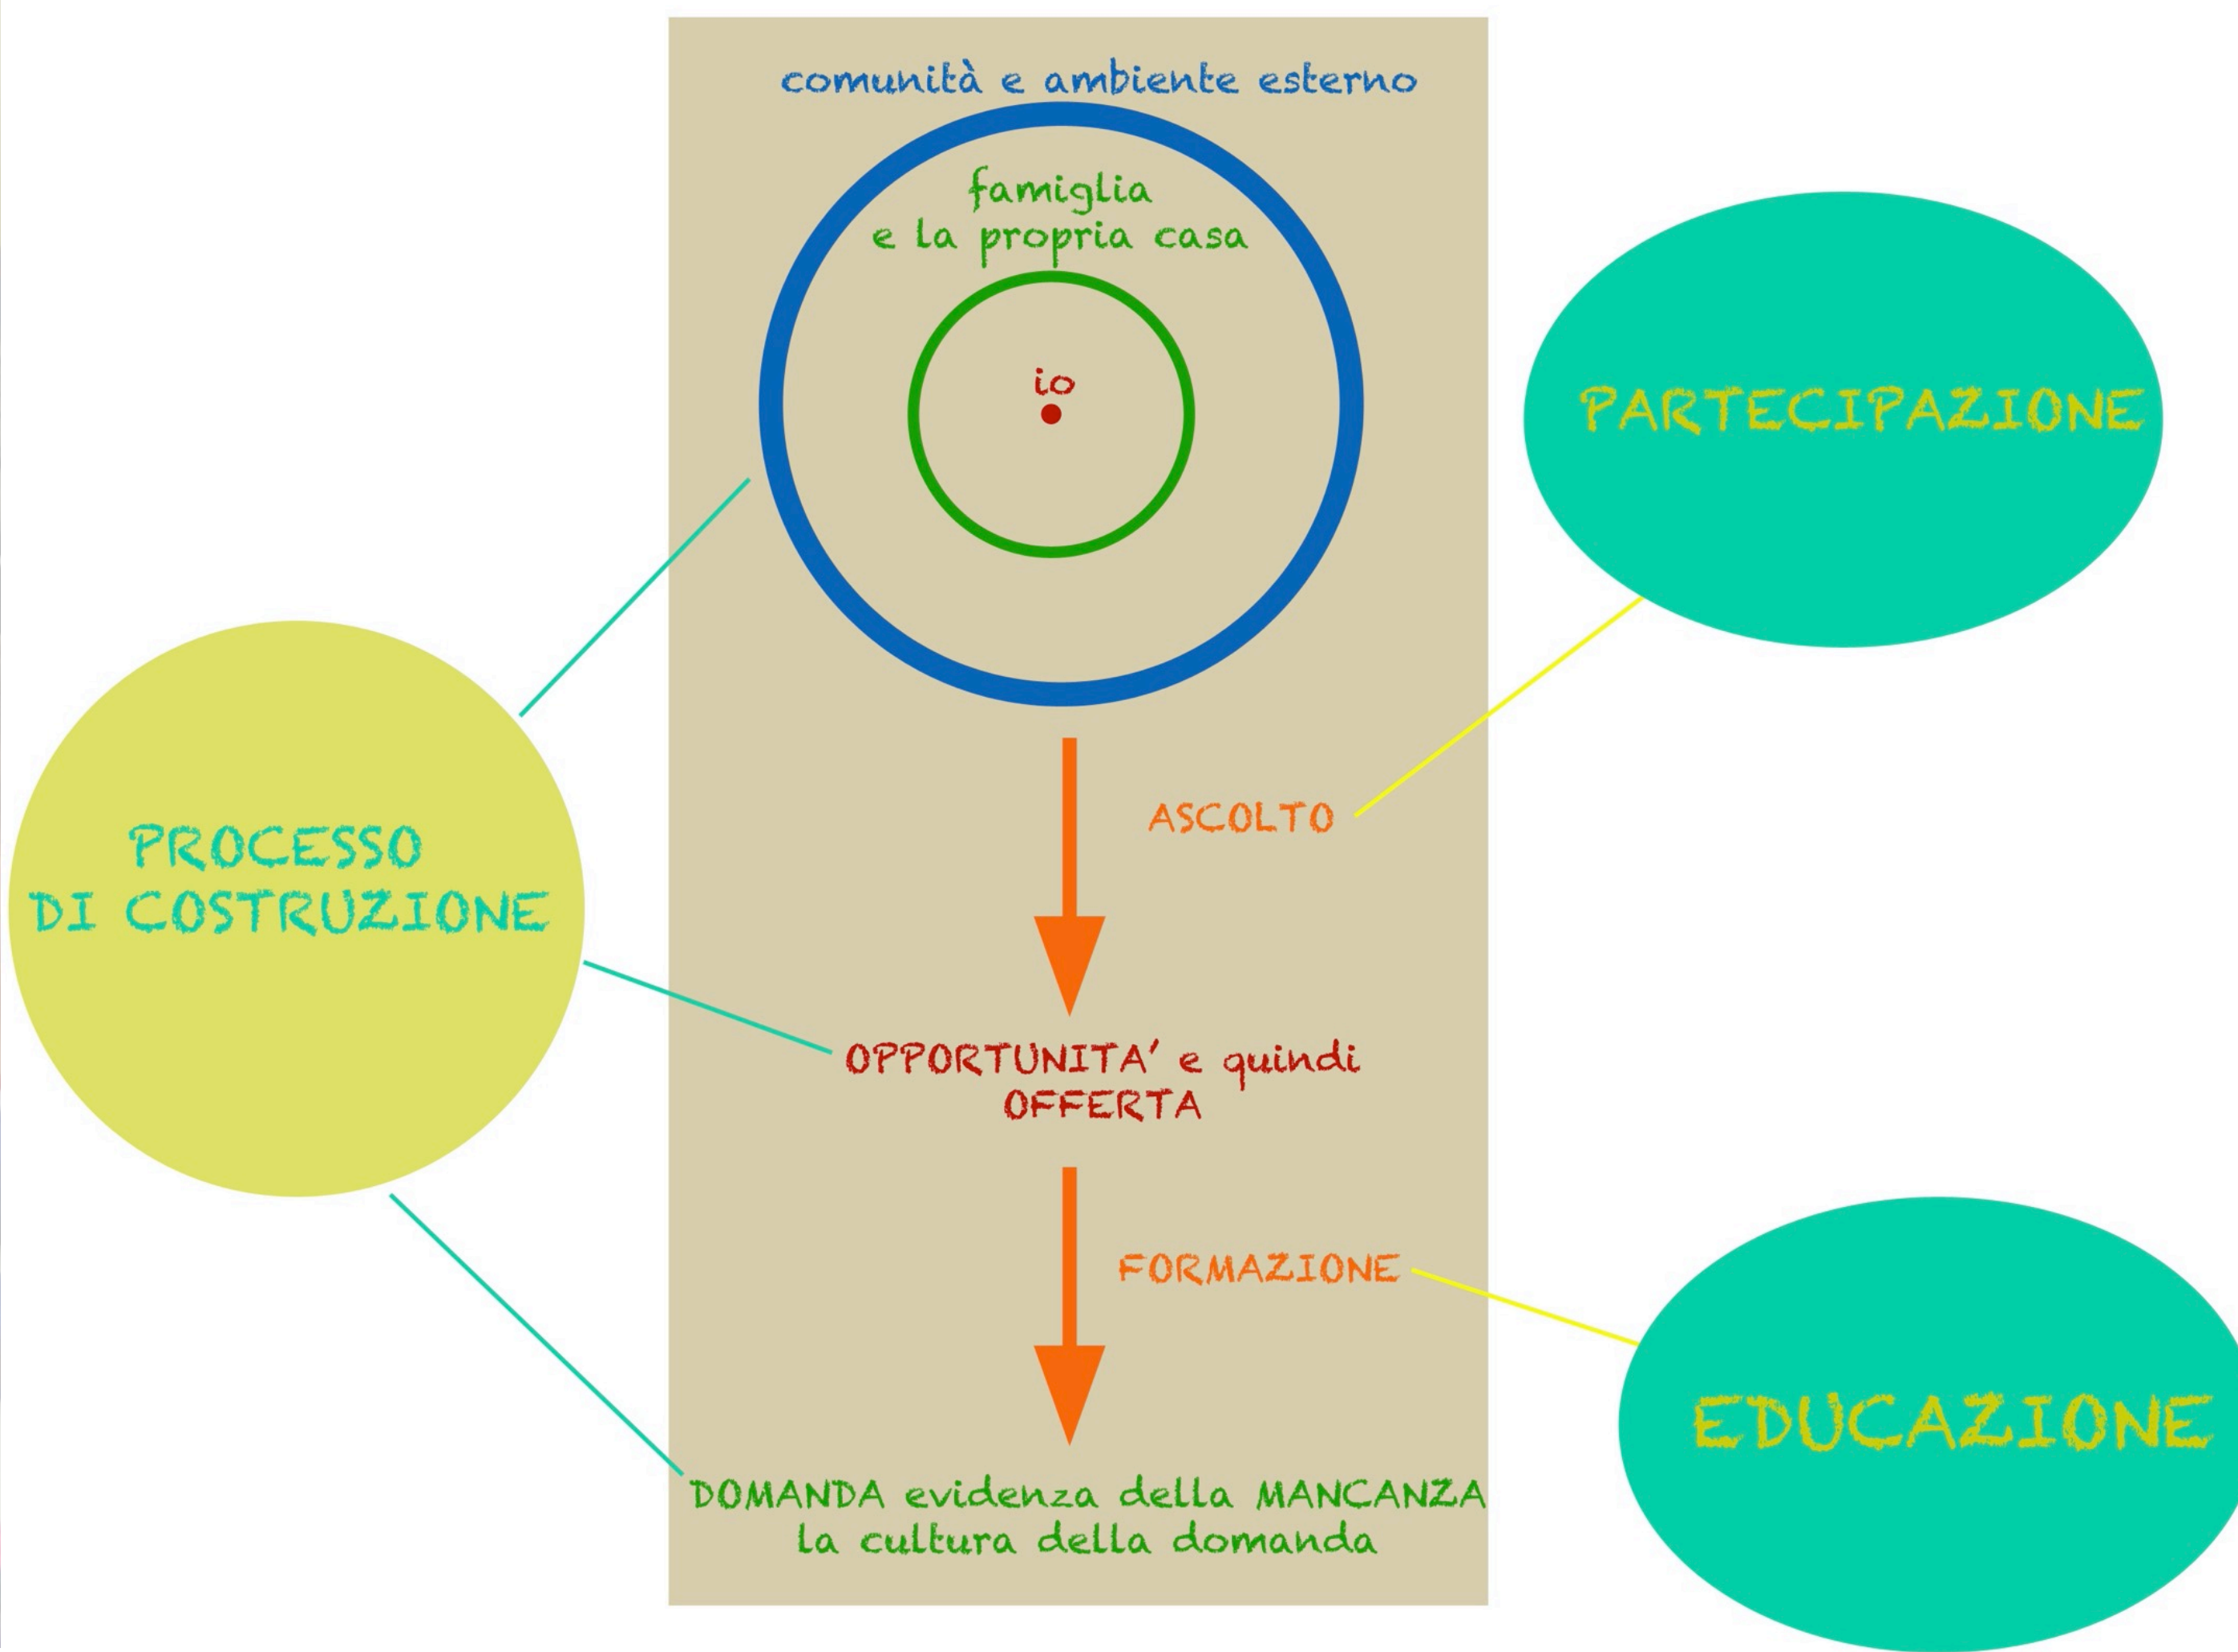 comunità e ambiente esterno
famiglia
e la propria casa
io
PARTECIPAZIONE
ASCOLTO
PROCESSO
DI COSTRUZIONE
OPPORTUNITA' e quindi
OFFERTA
FORMAZIONE
EDUCAZIONE
DOMANDA evidenza della MANCANZA
la cultura della domanda